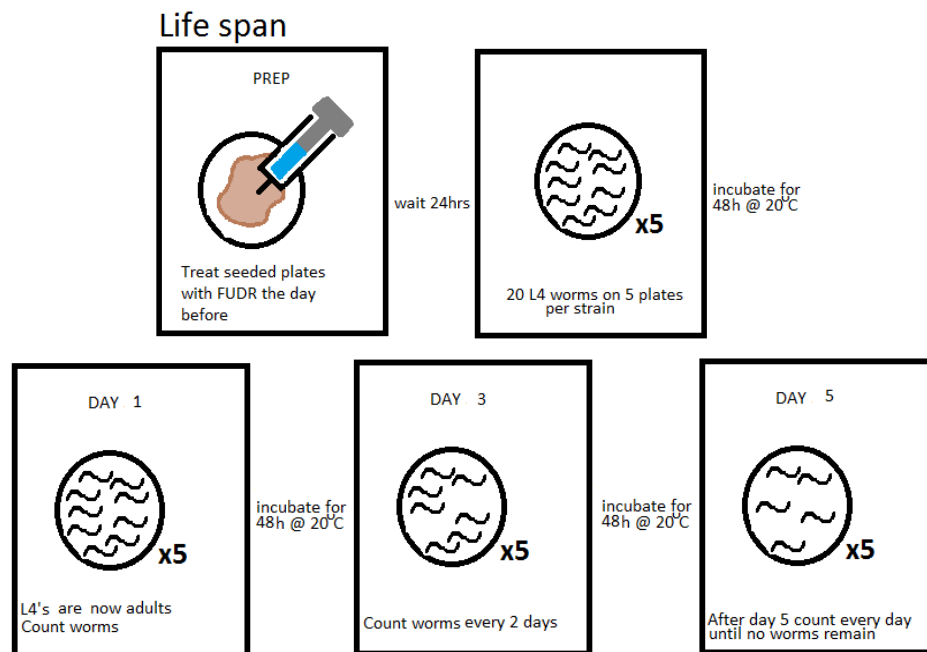 Life span
PREP
Treat seeded plates
with FUDR the day
before
wait 24hrs
x5
20 L4 worms on 5 plates
per strain
incubate for
48h @ 20°C
DAY 1
x5
L4's are now adults
Count worms
incubate for
48h @ 20°C
DAY 3
x5
Count worms every 2 days
incubate for
48h @ 20°C
DAY 5
x5
After day 5 count every day
until no worms remain